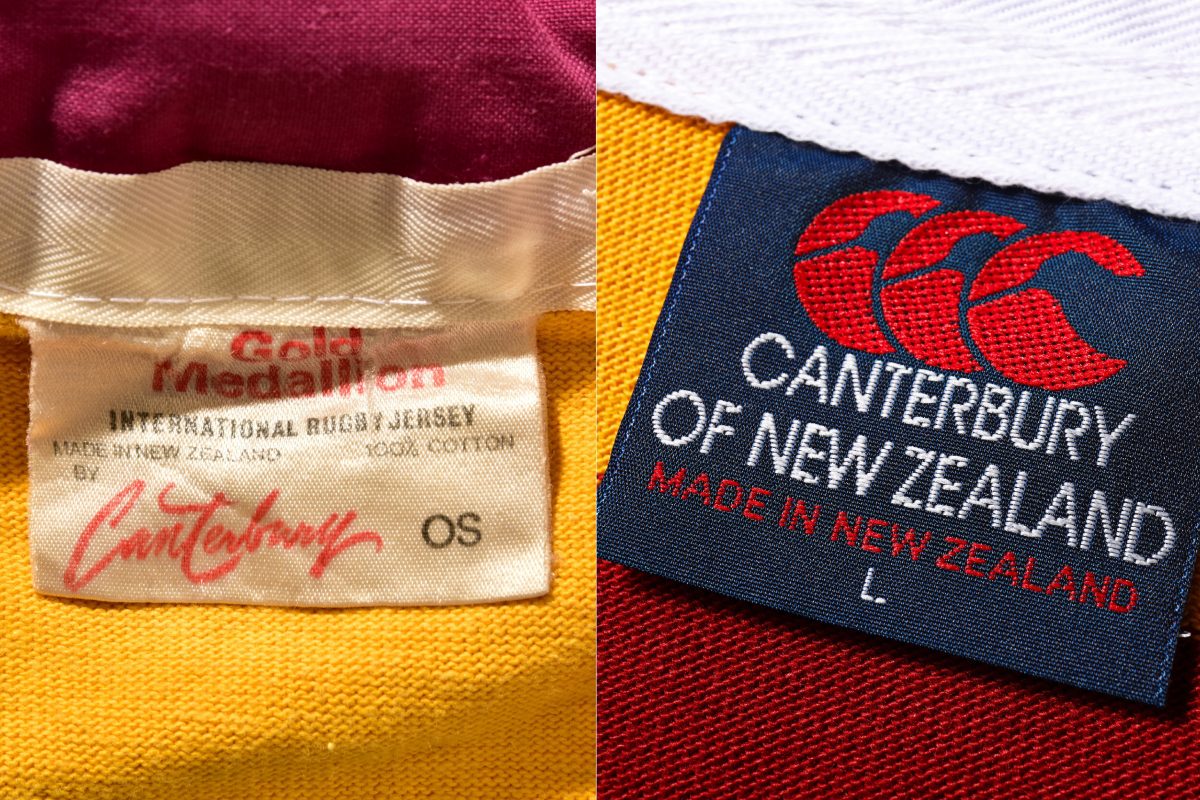 Gold
Medallion
INTERNATIONAL RUGBY JERSEY
MADE IN NEW ZEALAND 100% COTTON
BY
Canterbury OS
CANTERBURY
OF NEW ZEALAND
MADE IN NEW ZEALAND
L